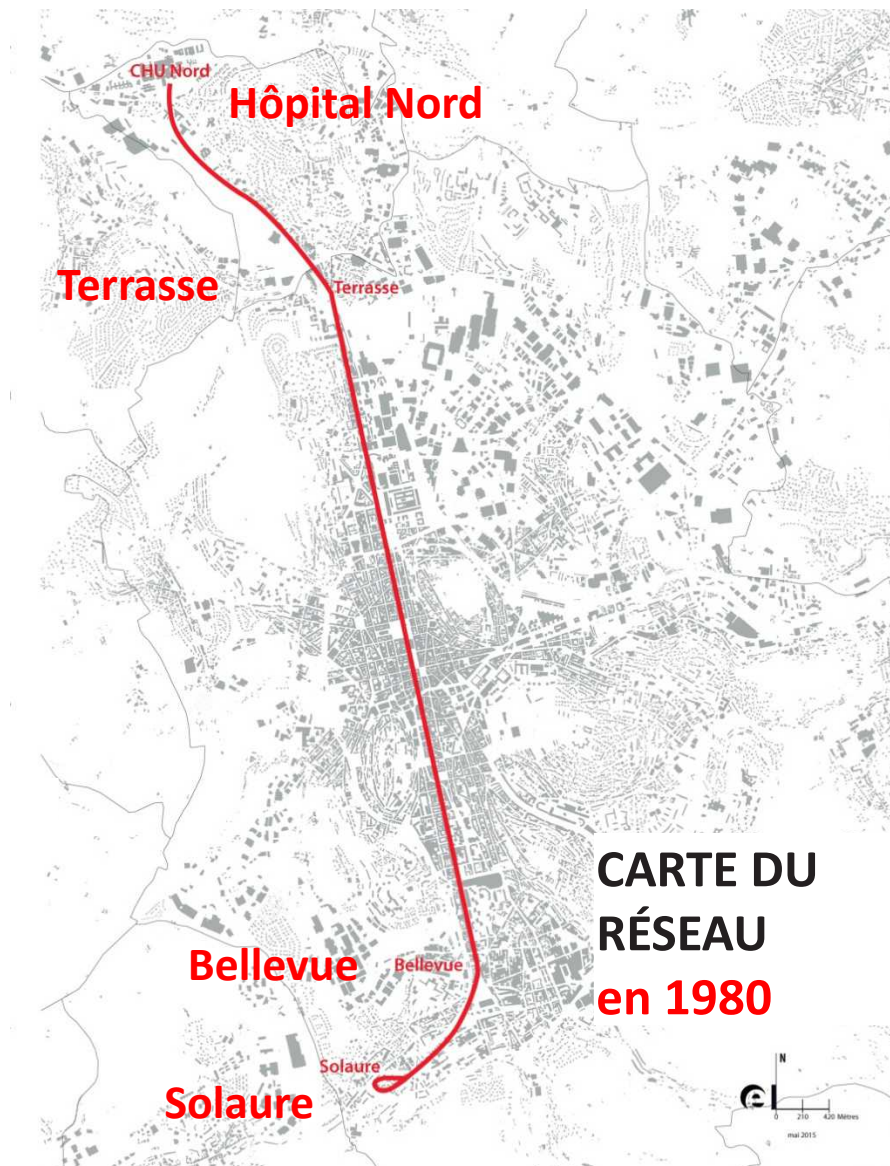 CHU Nord
Hôpital Nord
Terrasse
Terrasse
CARTE DU
RÉSEAU
en 1980
Bellevue
Bellevue
Solaure
Solaure
N
el
0 210 420 Mètres
mai 2015